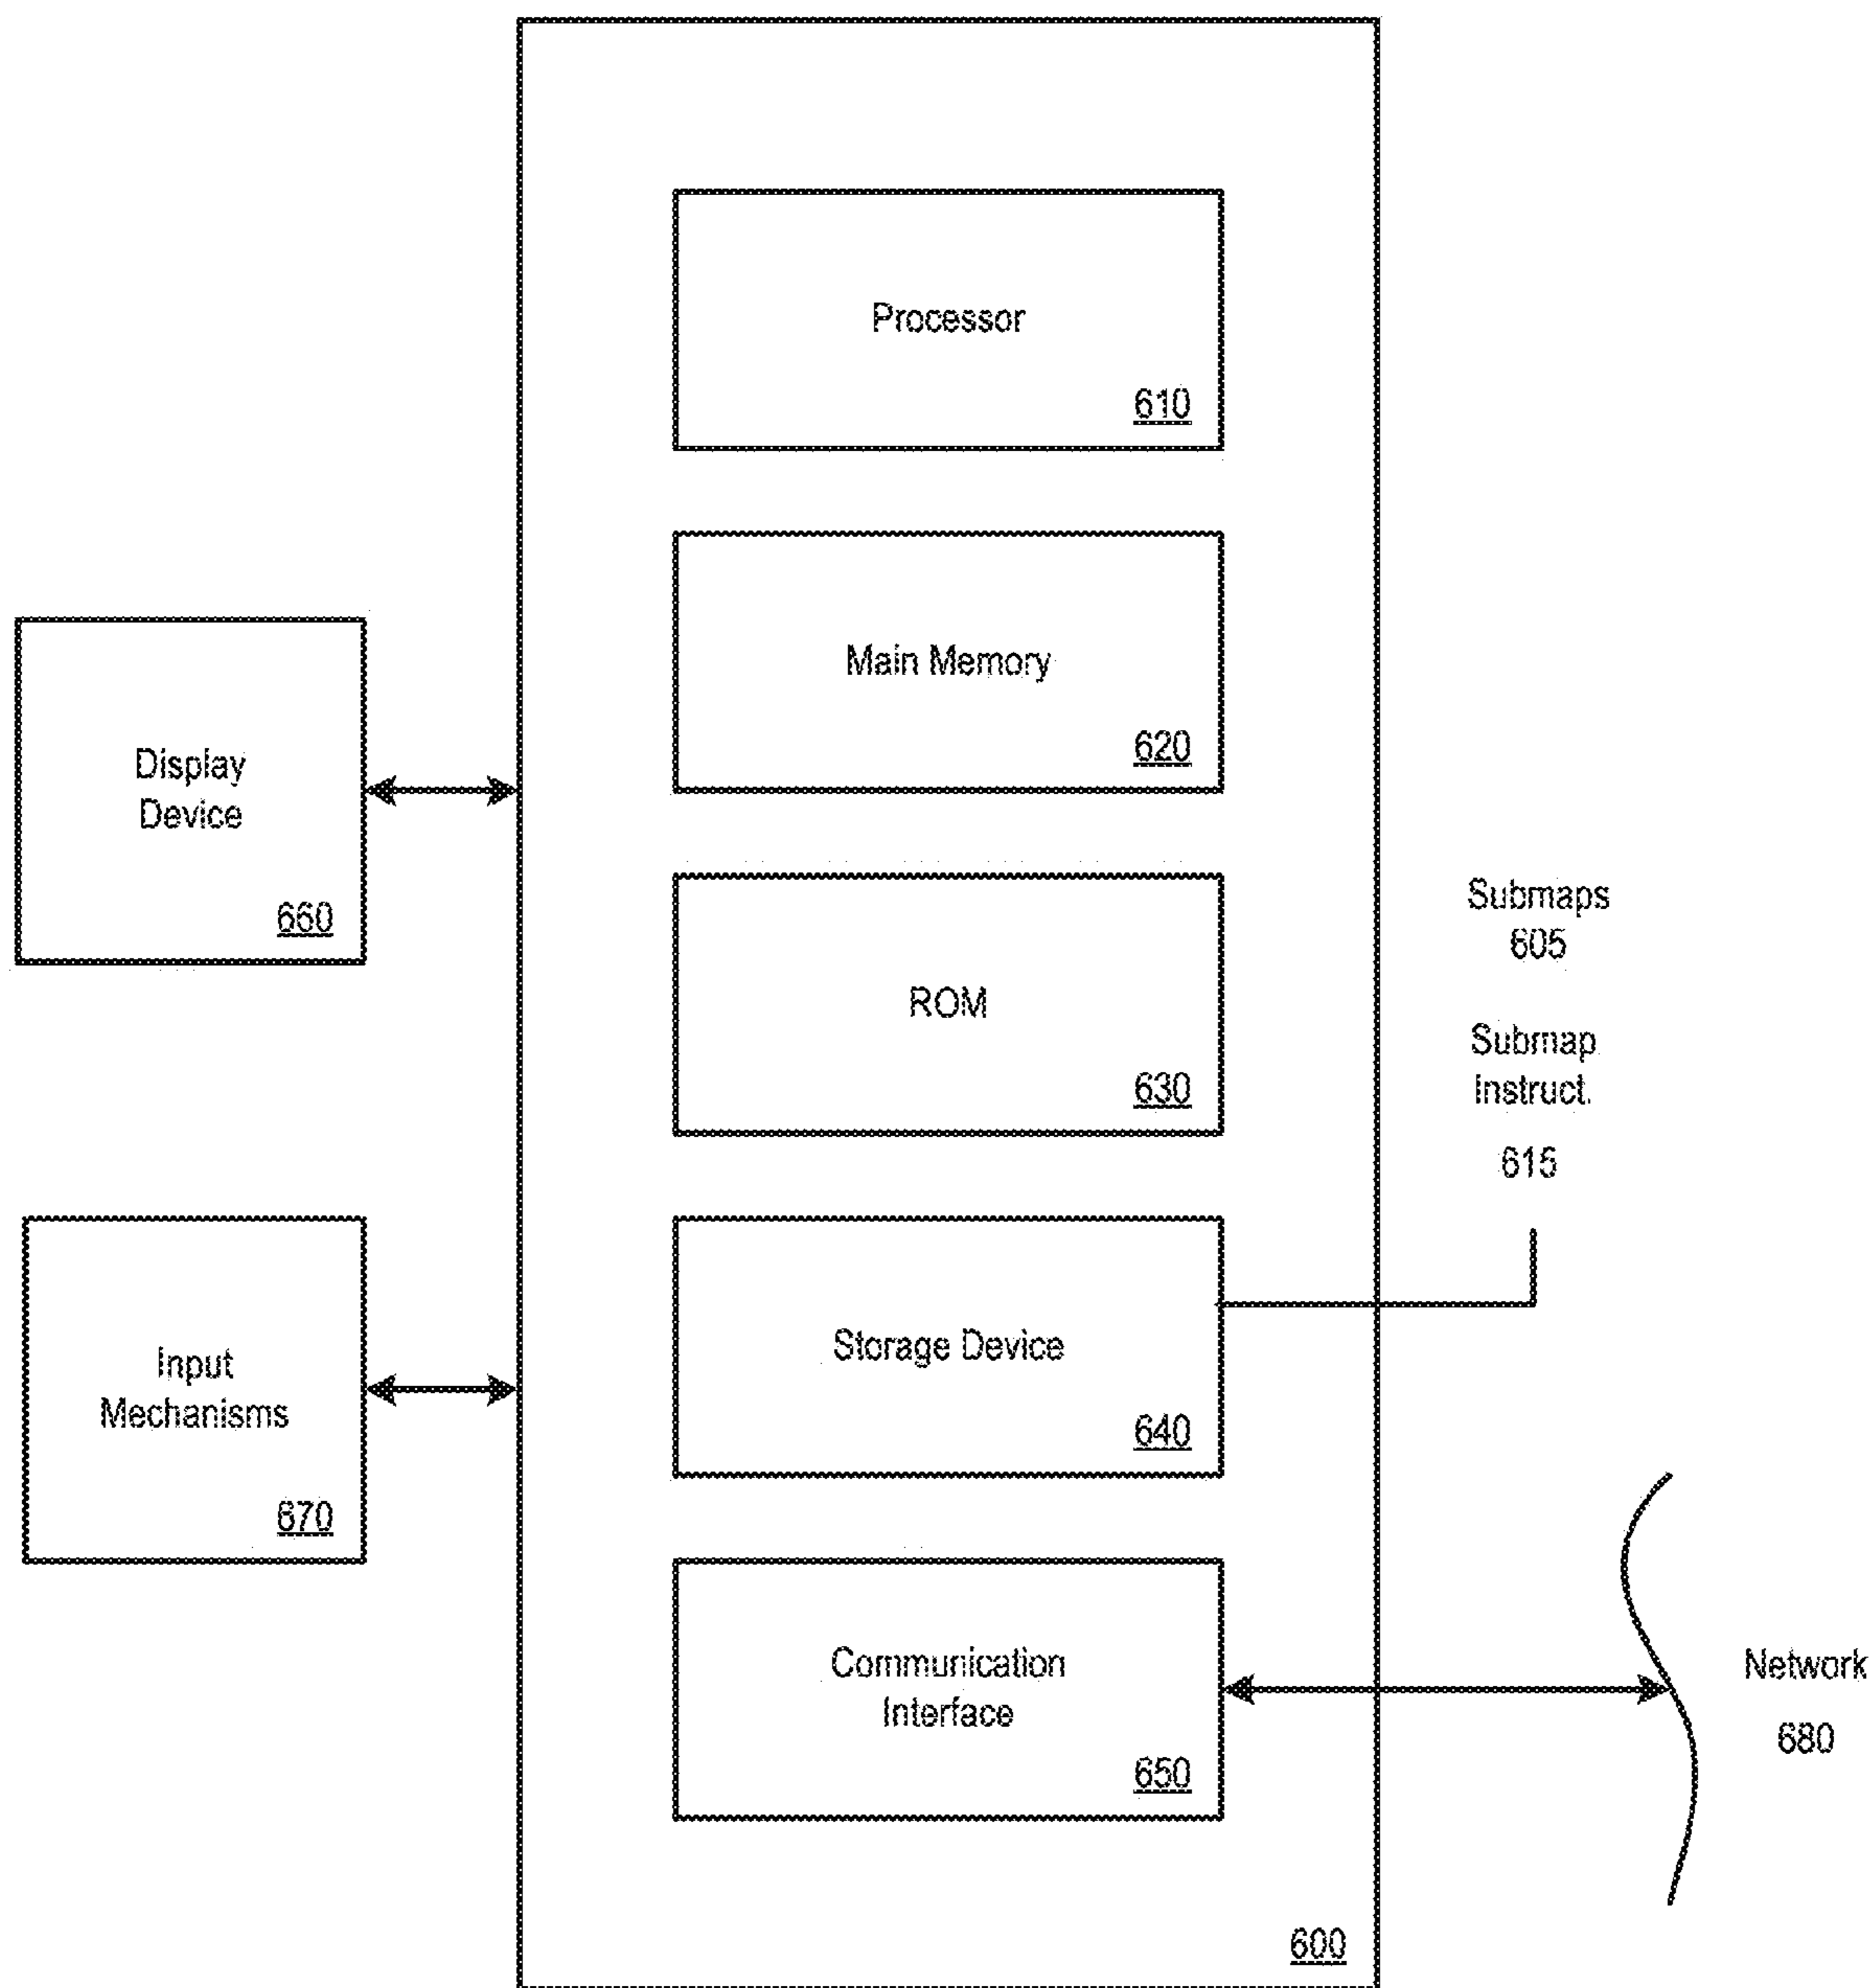 Processor
610
Main Memory
620
Display
Device
660
ROM
630
Submaps
605
Submap
Instruct.
615
Storage Device
640
Input
Mechanisms
670
Communication
Interface
650
Network
680
600